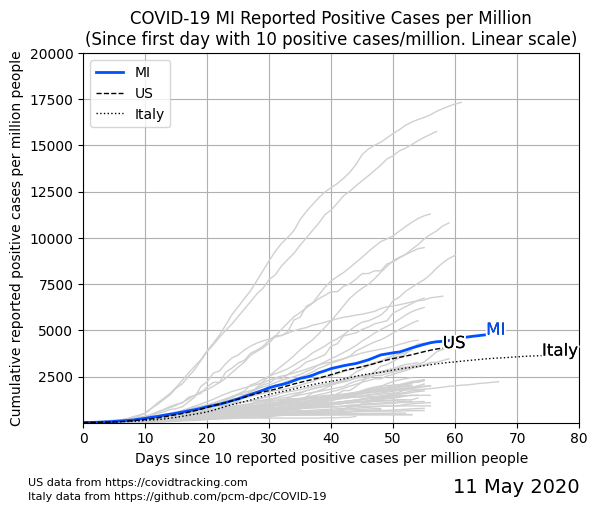 COVID-19 MI Reported Positive Cases per Million
(Since first day with 10 positive cases/million. Linear scale)
Cumulative reported positive cases per million people
20000
17500
15000
12500
10000
7500
5000
2500
MI
US
Italy
MI
US
Italy
0 10 20 30 40 50 60 70 80
Days since 10 reported positive cases per million people
US data from https://covidtracking.com
Italy data from https://github.com/pcm-dpc/COVID-19
11 May 2020